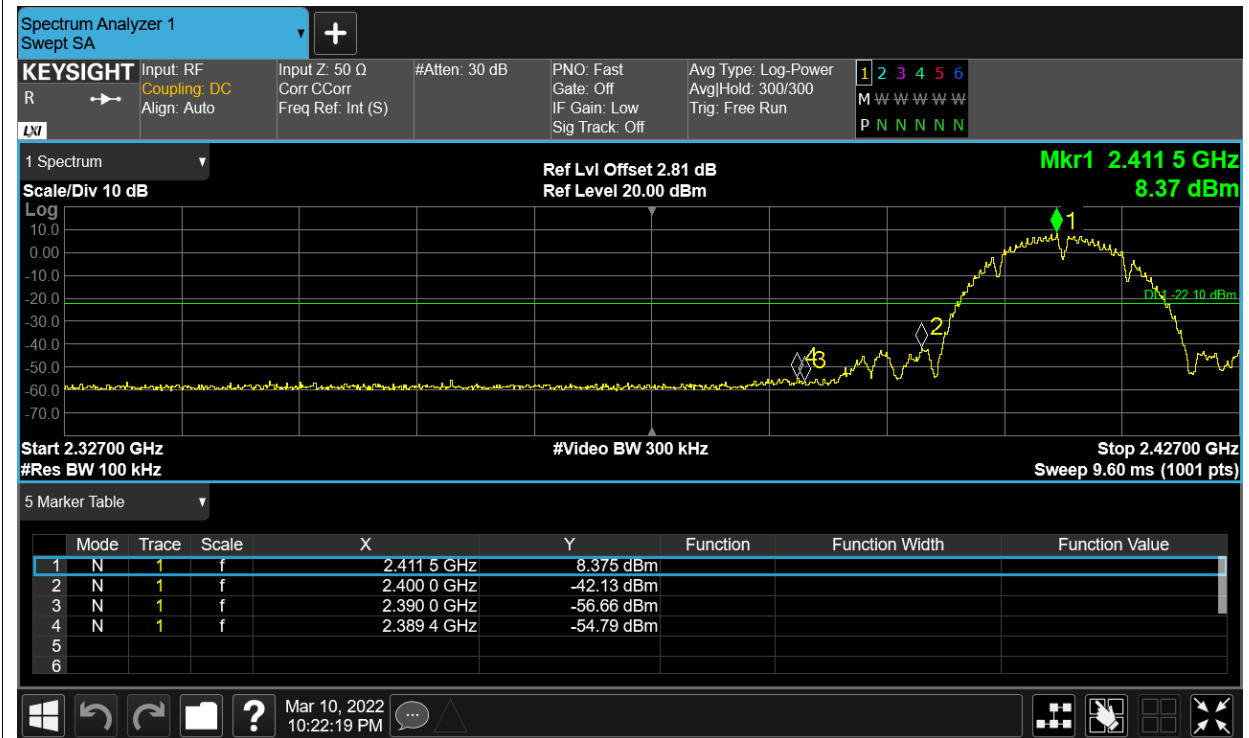 Spectrum Analyzer 1
Swept SA
+
KEYSIGHT Input: RF Input Z: 50 Ω #Atten: 30 dB PNO: Fast Avg Type: Log-Power 1 2 3 4 5 6
R Coupling: DC Corr CCorr Gate: Off Avg|Hold: 300/300 M W W W W W
Align: Auto Freq Ref: Int (S) IF Gain: Low Trig: Free Run
LXI Sig Track: Off P N N N N N
1 Spectrum Ref Lvl Offset 2.81 dB Mkr1 2.411 5 GHz
Scale/Div 10 dB Ref Level 20.00 dBm 8.37 dBm
Log
10.0
0.00
-10.0
-20.0
-30.0
-40.0
-50.0
-60.0
-70.0
1
DL1 -22.10 dBm
2
4 3
Start 2.32700 GHz #Video BW 300 kHz Stop 2.42700 GHz
#Res BW 100 kHz Sweep 9.60 ms (1001 pts)
5 Marker Table
Mode Trace Scale X Y Function Function Width Function Value
1 N 1 f 2.411 5 GHz 8.375 dBm
2 N 1 f 2.400 0 GHz -42.13 dBm
3 N 1 f 2.390 0 GHz -56.66 dBm
4 N 1 f 2.389 4 GHz -54.79 dBm
5
6
? Mar 10, 2022
10:22:19 PM